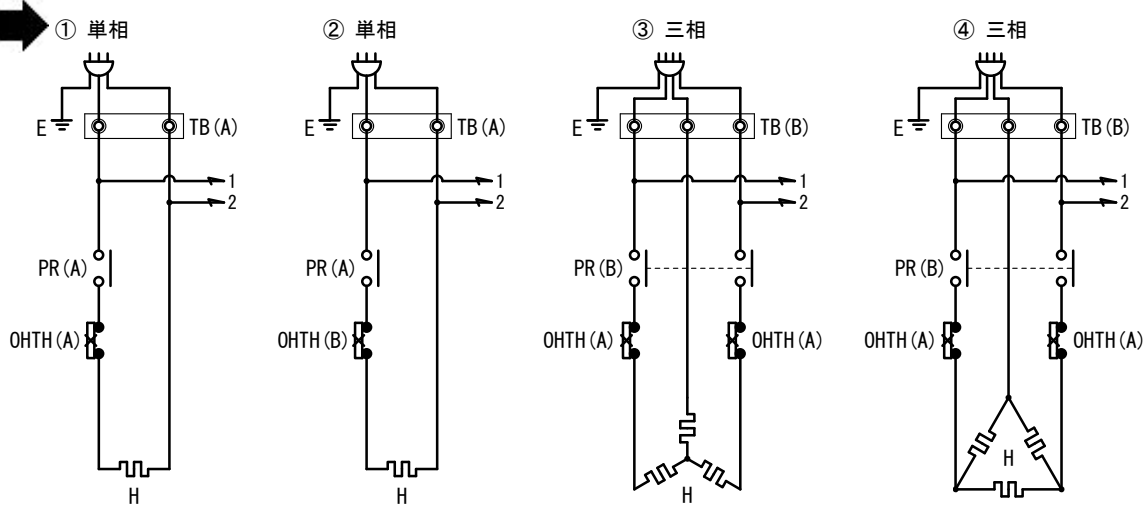 ① 単相
E
TB(A)
1
2
PR(A)
OHTH(A)
H
② 単相
E
TB(A)
1
2
PR(A)
OHTH(B)
H
③ 三相
E
TB(B)
1
2
PR(B)
OHTH(A)
OHTH(A)
H
④ 三相
E
TB(B)
1
2
PR(B)
OHTH(A)
OHTH(A)
H